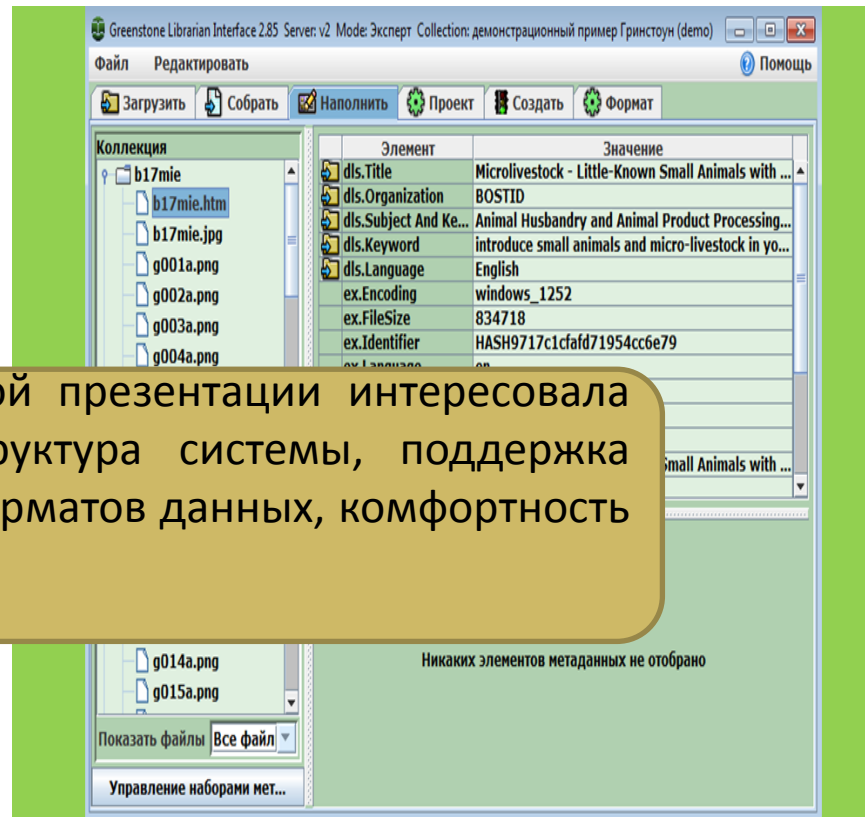 Greenstone Librarian Interface 2.85 Server: v2 Mode: Эксперт Collection: демонстрационный пример Гринстоун (demo)
Файл Редактировать Помощь
Загрузить Собрать Наполнить Проект Создать Формат
Коллекция
b17mie
b17mie.htm
b17mie.jpg
g001a.png
g002a.png
g003a.png
g004a.png
Элемент Значение
dls.Title Microlivestock - Little-Known Small Animals with ...
dls.Organization BOSTID
dls.Subject And Ke... Animal Husbandry and Animal Product Processing...
dls.Keyword introduce small animals and micro-livestock in yo...
dls.Language English
ex.Encoding windows_1252
ex.FileSize 834718
ex.Identifier HASH9717c1cfafd71954cc6e79
ex.Language en
Small Animals with ...
ой презентации интересовала
руктура системы, поддержка
рматов данных, комфортность
g014a.png
g015a.png
Никаких элементов метаданных не отобрано
Показать файлы Все файл
Управление наборами мет...